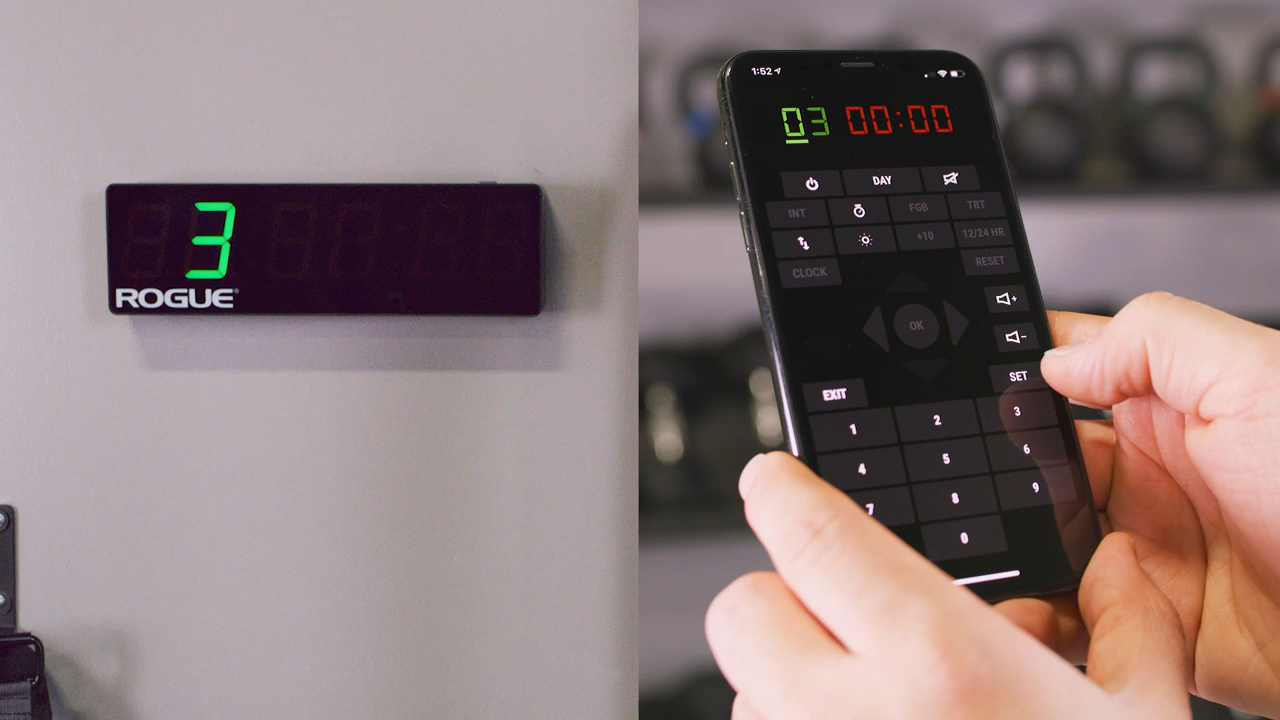 3
ROGUE®
1:52
03 00:00
DAY
INT FGB TBT
+10 12/24 HR
CLOCK RESET
OK
+
-
EXIT SET
1 2 3
4 5 6
7 8 9
0